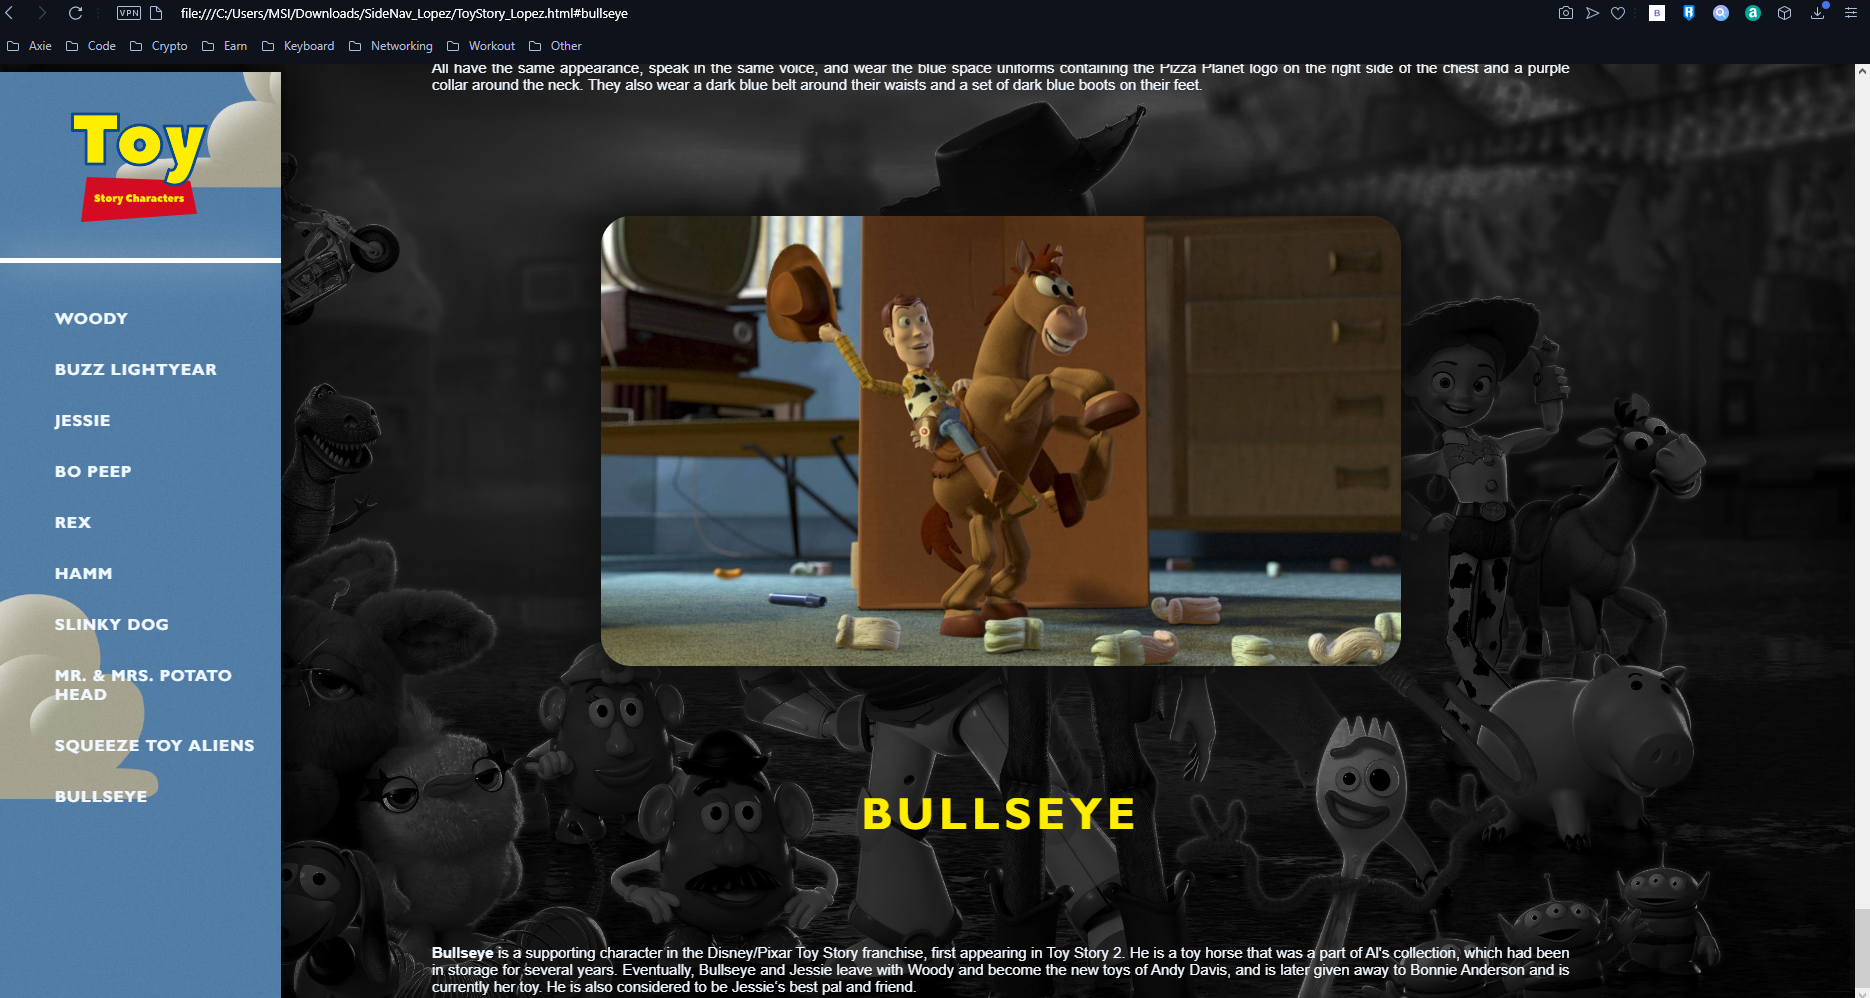 VPN
file:///C:/Users/MSI/Downloads/SideNav_Lopez/ToyStory_Lopez.html#bullseye
Axie Code Crypto Earn Keyboard Networking Workout Other
Toy
Story Characters
WOODY
BUZZ LIGHTYEAR
JESSIE
BO PEEP
REX
HAMM
SLINKY DOG
MR. & MRS. POTATO
HEAD
SQUEEZE TOY ALIENS
BULLSEYE
All have the same appearance, speak in the same voice, and wear the blue space uniforms containing the Pizza Planet logo on the right side of the chest and a purple
collar around the neck. They also wear a dark blue belt around their waists and a set of dark blue boots on their feet.
BULLSEYE
Bullseye is a supporting character in the Disney/Pixar Toy Story franchise, first appearing in Toy Story 2. He is a toy horse that was a part of Al's collection, which had been
in storage for several years. Eventually, Bullseye and Jessie leave with Woody and become the new toys of Andy Davis, and is later given away to Bonnie Anderson and is
currently her toy. He is also considered to be Jessie's best pal and friend.